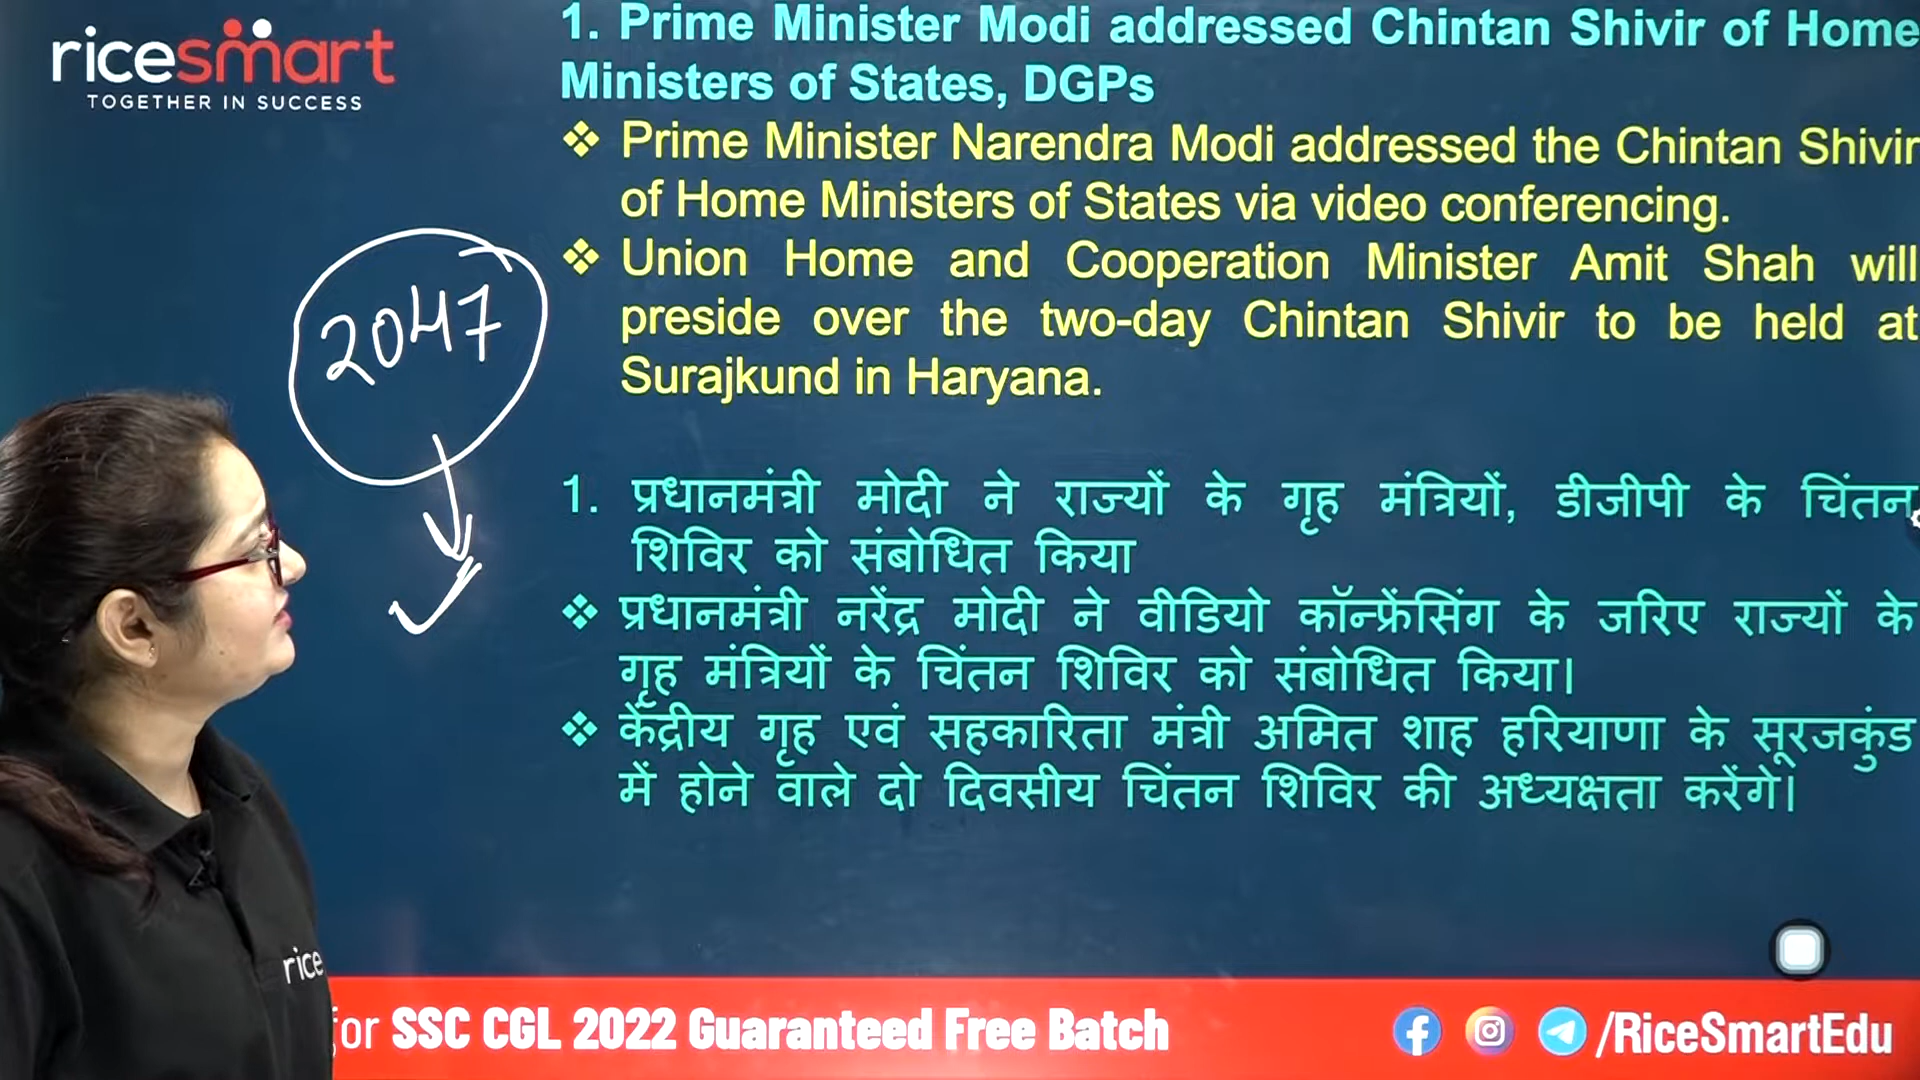 ricesmart
TOGETHER IN SUCCESS
1. Prime Minister Modi addressed Chintan Shivir of Home
Ministers of States, DGPs
❖ Prime Minister Narendra Modi addressed the Chintan Shivir
of Home Ministers of States via video conferencing.
❖ Union Home and Cooperation Minister Amit Shah will
preside over the two-day Chintan Shivir to be held at
Surajkund in Haryana.
2047
1. प्रधानमंत्री मोदी ने राज्यों के गृह मंत्रियों, डीजीपी के चिंतन
शिविर को संबोधित किया
❖ प्रधानमंत्री नरेंद्र मोदी ने वीडियो कॉन्फ्रेंसिंग के जरिए राज्यों के
गृह मंत्रियों के चिंतन शिविर को संबोधित किया।
❖ केंद्रीय गृह एवं सहकारिता मंत्री अमित शाह हरियाणा के सूरजकुंड
में होने वाले दो दिवसीय चिंतन शिविर की अध्यक्षता करेंगे।
rice
for SSC CGL 2022 Guaranteed Free Batch
/RiceSmartEdu